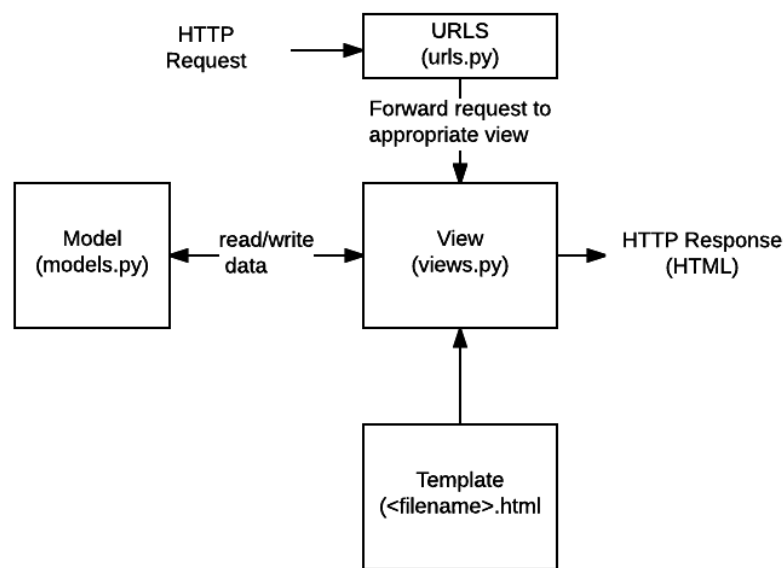 HTTP
Request
URLS
(urls.py)
Forward request to
appropriate view
Model
(models.py)
read/write
data
View
(views.py)
HTTP Response
(HTML)
Template
(<filename>.html